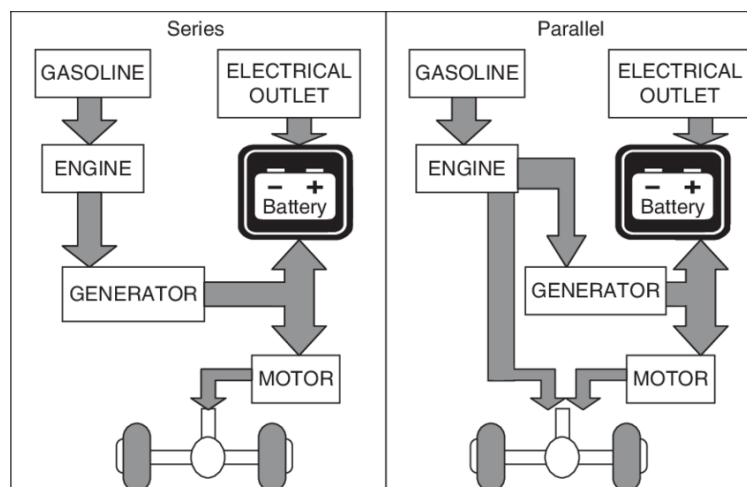 Series
GASOLINE
ELECTRICAL
OUTLET
ENGINE
− +
Battery
GENERATOR
MOTOR
Parallel
GASOLINE
ELECTRICAL
OUTLET
ENGINE
− +
Battery
GENERATOR
MOTOR